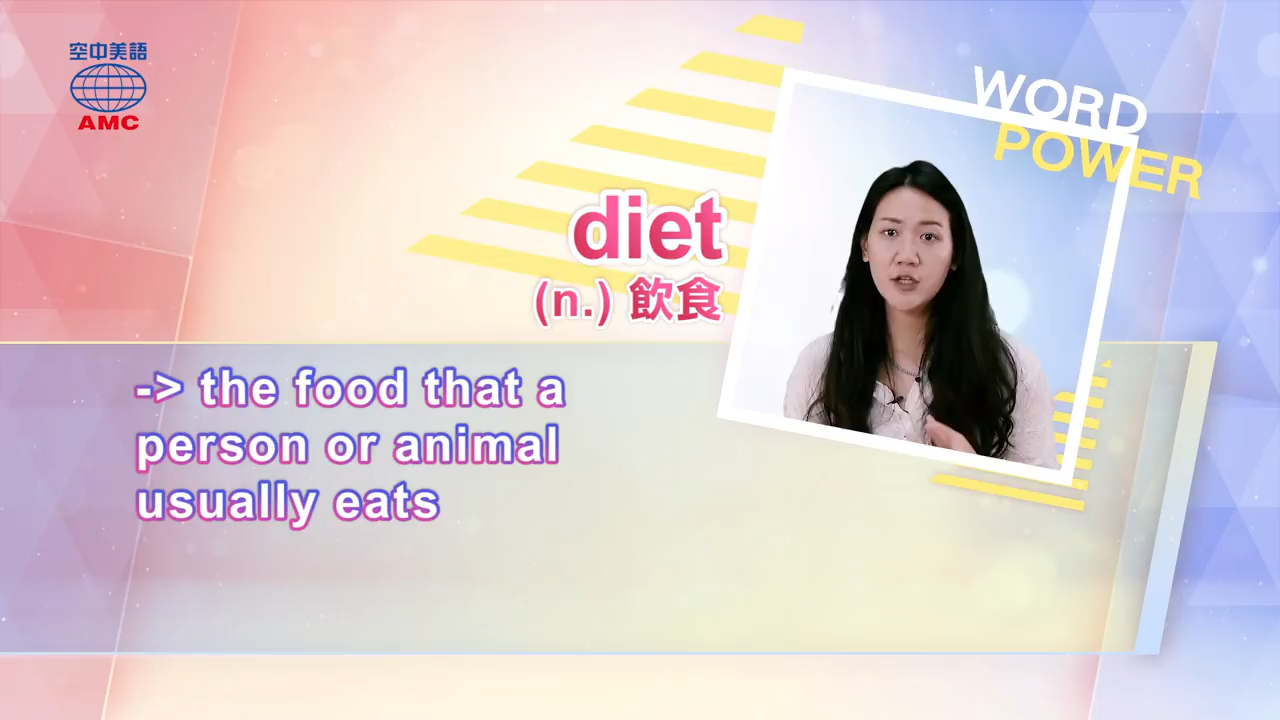 空中美語
AMC
WORD
POWER
diet
(n.) 飲食
-> the food that a
person or animal
usually eats